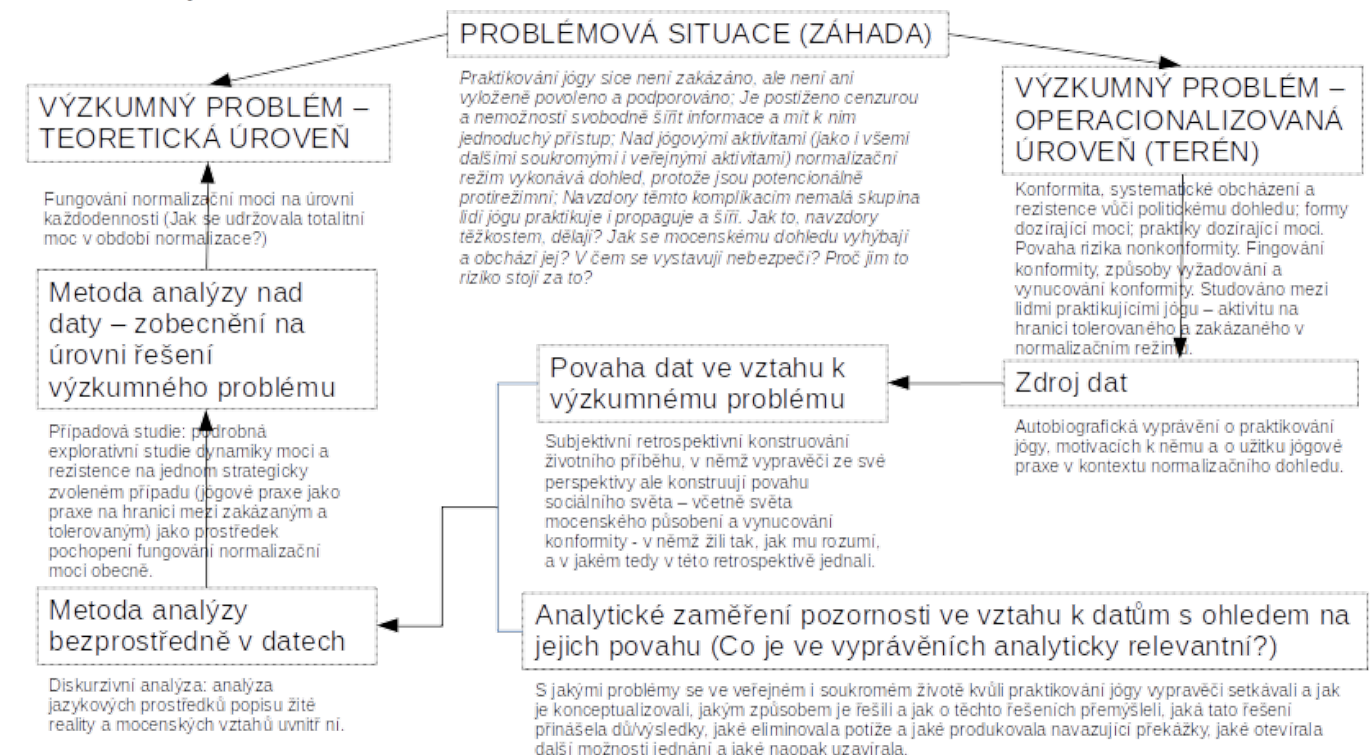 PROBLÉMOVÁ SITUACE (ZÁHADA)
Praktikování jógy sice není zakázáno, ale není ani
vyloženě povoleno a podporováno; Je postiženo cenzurou
a nemožností svobodně šířit informace a mít k nim
jednoduchý přístup; Nad jógovými aktivitami (jako i všemi
dalšími soukromými i veřejnými aktivitami) normalizační
režim vykonává dohled, protože jsou potencionálně
protirežimní; Navzdory těmto komplikacím nemalá skupina
lidí jógu praktikuje i propaguje a šíří. Jak to, navzdory
těžkostem, dělají? Jak se mocenskému dohledu vyhýbají
a obchází jej? V čem se vystavují nebezpečí? Proč jim to
riziko stojí za to?
VÝZKUMNÝ PROBLÉM –
TEORETICKÁ ÚROVEŇ
Fungování normalizační moci na úrovni
každodennosti (Jak se udržovala totalitní
moc v období normalizace?)
VÝZKUMNÝ PROBLÉM –
OPERACIONALIZOVANÁ
ÚROVEŇ (TERÉN)
Konformita, systematické obcházení a
rezistence vůči politickému dohledu; formy
dozírající moci; praktiky dozírající moci.
Povaha rizika nonkonformity. Fingování
konformity, způsoby vyžadování a
vynucování konformity. Studováno mezi
lidmi praktikujícími jógu – aktivitu na
hranici tolerovaného a zakázaného v
normalizačním režimu.
Zdroj dat
Autobiografická vyprávění o praktikování
jógy, motivacích k němu a o užitku jógové
praxe v kontextu normalizačního dohledu.
Povaha dat ve vztahu k
výzkumnému problému
Subjektivní retrospektivní konstruování
životního příběhu, v němž vypravěči ze své
perspektivy ale konstruují povahu
sociálního světa – včetně světa
mocenského působení a vynucování
konformity - v němž žili tak, jak mu rozumí,
a v jakém tedy v této retrospektivě jednali.
Analytické zaměření pozornosti ve vztahu k datům s ohledem na
jejich povahu (Co je ve vyprávěních analyticky relevantní?)
S jakými problémy se ve veřejném i soukromém životě kvůli praktikování jógy vypravěči setkávali a jak
je konceptualizovali, jakým způsobem je řešili a jak o těchto řešeních přemýšleli, jaká tato řešení
přinášela dů/výsledky, jaké eliminovala potíže a jaké produkovala navazující překážky, jaké otevírala
další možnosti jednání a jaké naopak uzavírala.
Metoda analýzy nad
daty – zobecnění na
úrovni řešení
výzkumného problému
Případová studie: podrobná
explorativní studie dynamiky moci a
rezistence na jednom strategicky
zvoleném případu (jógové praxe jako
praxe na hranici mezi zakázaným a
tolerovaným) jako prostředek
pochopení fungování normalizační
moci obecně.
Metoda analýzy
bezprostředně v datech
Diskurzivní analýza: analýza
jazykových prostředků popisu žité
reality a mocenských vztahů uvnitř ní.